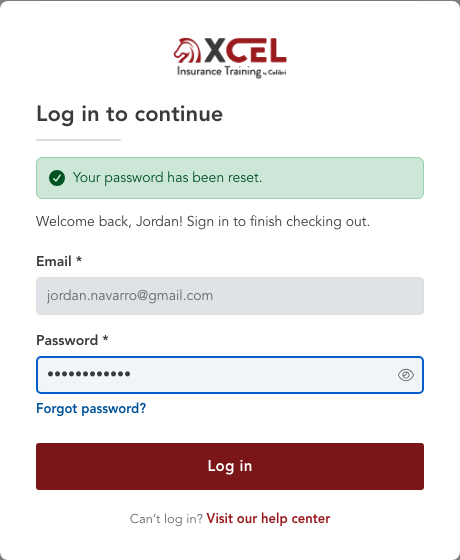 XCEL
Insurance Training by Colibri
Log in to continue
Your password has been reset.
Welcome back, Jordan! Sign in to finish checking out.
Email *
jordan.navarro@gmail.com
Password *
••••••••••••
Forgot password?
Log in
Can't log in? Visit our help center